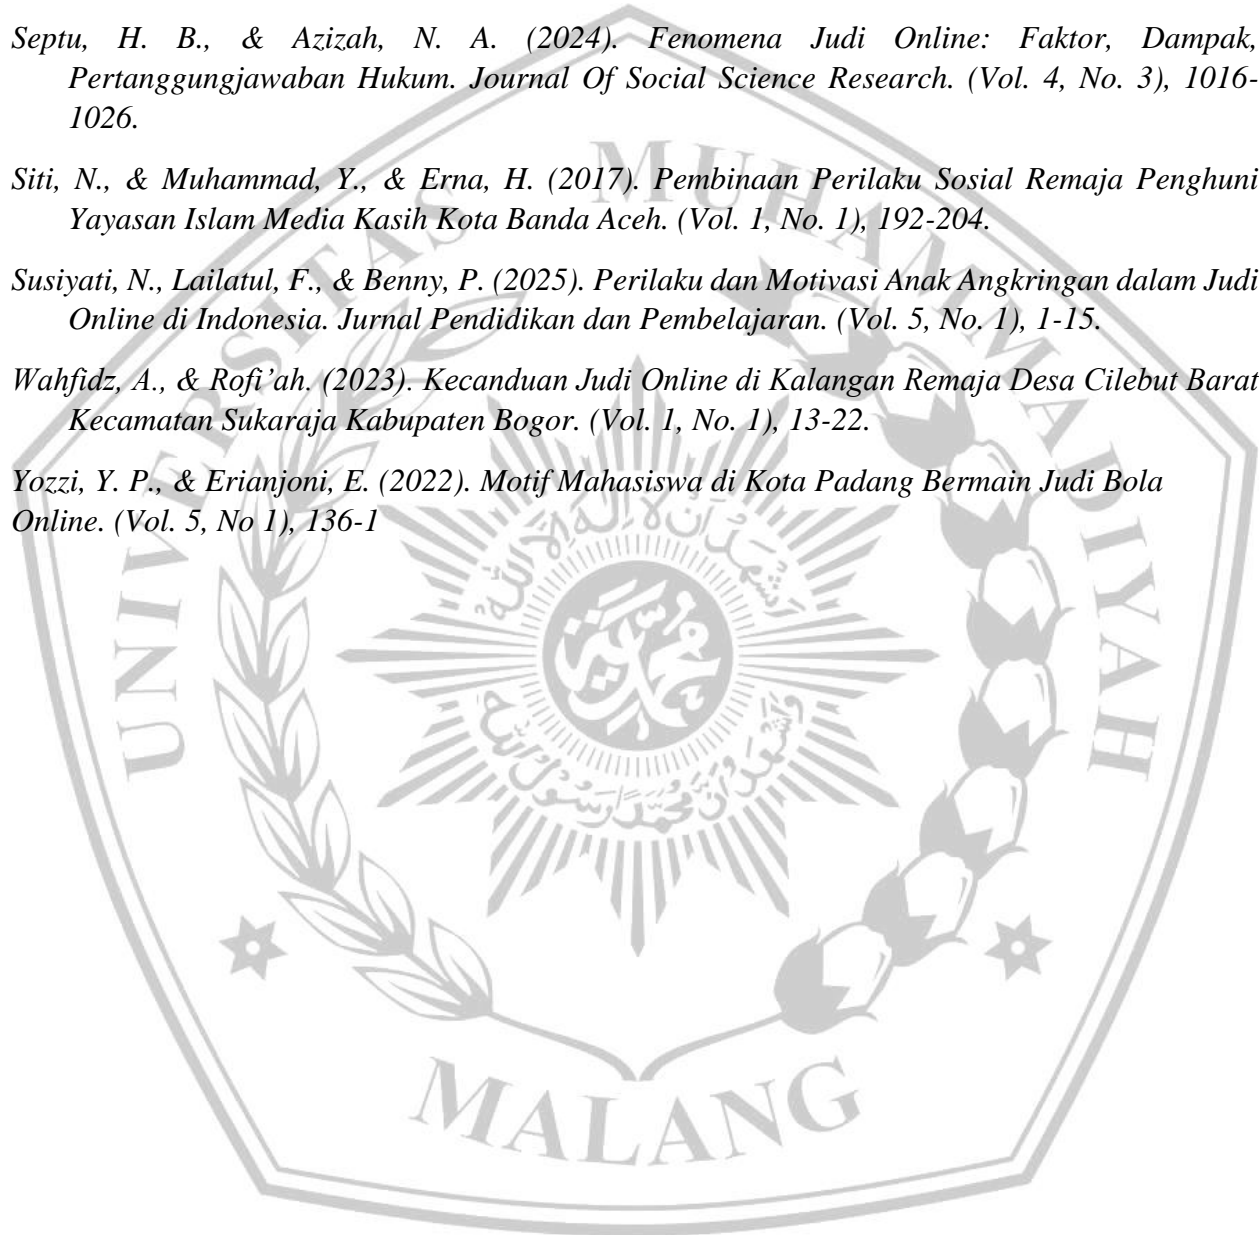 Septu, H. B., & Azizah, N. A. (2024). Fenomena Judi Online: Faktor, Dampak,
Pertanggungjawaban Hukum. Journal Of Social Science Research. (Vol. 4, No. 3), 1016-
1026.
Siti, N., & Muhammad, Y., & Erna, H. (2017). Pembinaan Perilaku Sosial Remaja Penghuni
Yayasan Islam Media Kasih Kota Banda Aceh. (Vol. 1, No. 1), 192-204.
Susiyati, N., Lailatul, F., & Benny, P. (2025). Perilaku dan Motivasi Anak Angkringan dalam Judi
Online di Indonesia. Jurnal Pendidikan dan Pembelajaran. (Vol. 5, No. 1), 1-15.
Wahfidz, A., & Rofi’ah. (2023). Kecanduan Judi Online di Kalangan Remaja Desa Cilebut Barat
Kecamatan Sukaraja Kabupaten Bogor. (Vol. 1, No. 1), 13-22.
Yozzi, Y. P., & Erianjoni, E. (2022). Motif Mahasiswa di Kota Padang Bermain Judi Bola
Online. (Vol. 5, No 1), 136-1
UNIVERSITAS MUHAMMADIYAH
MALANG